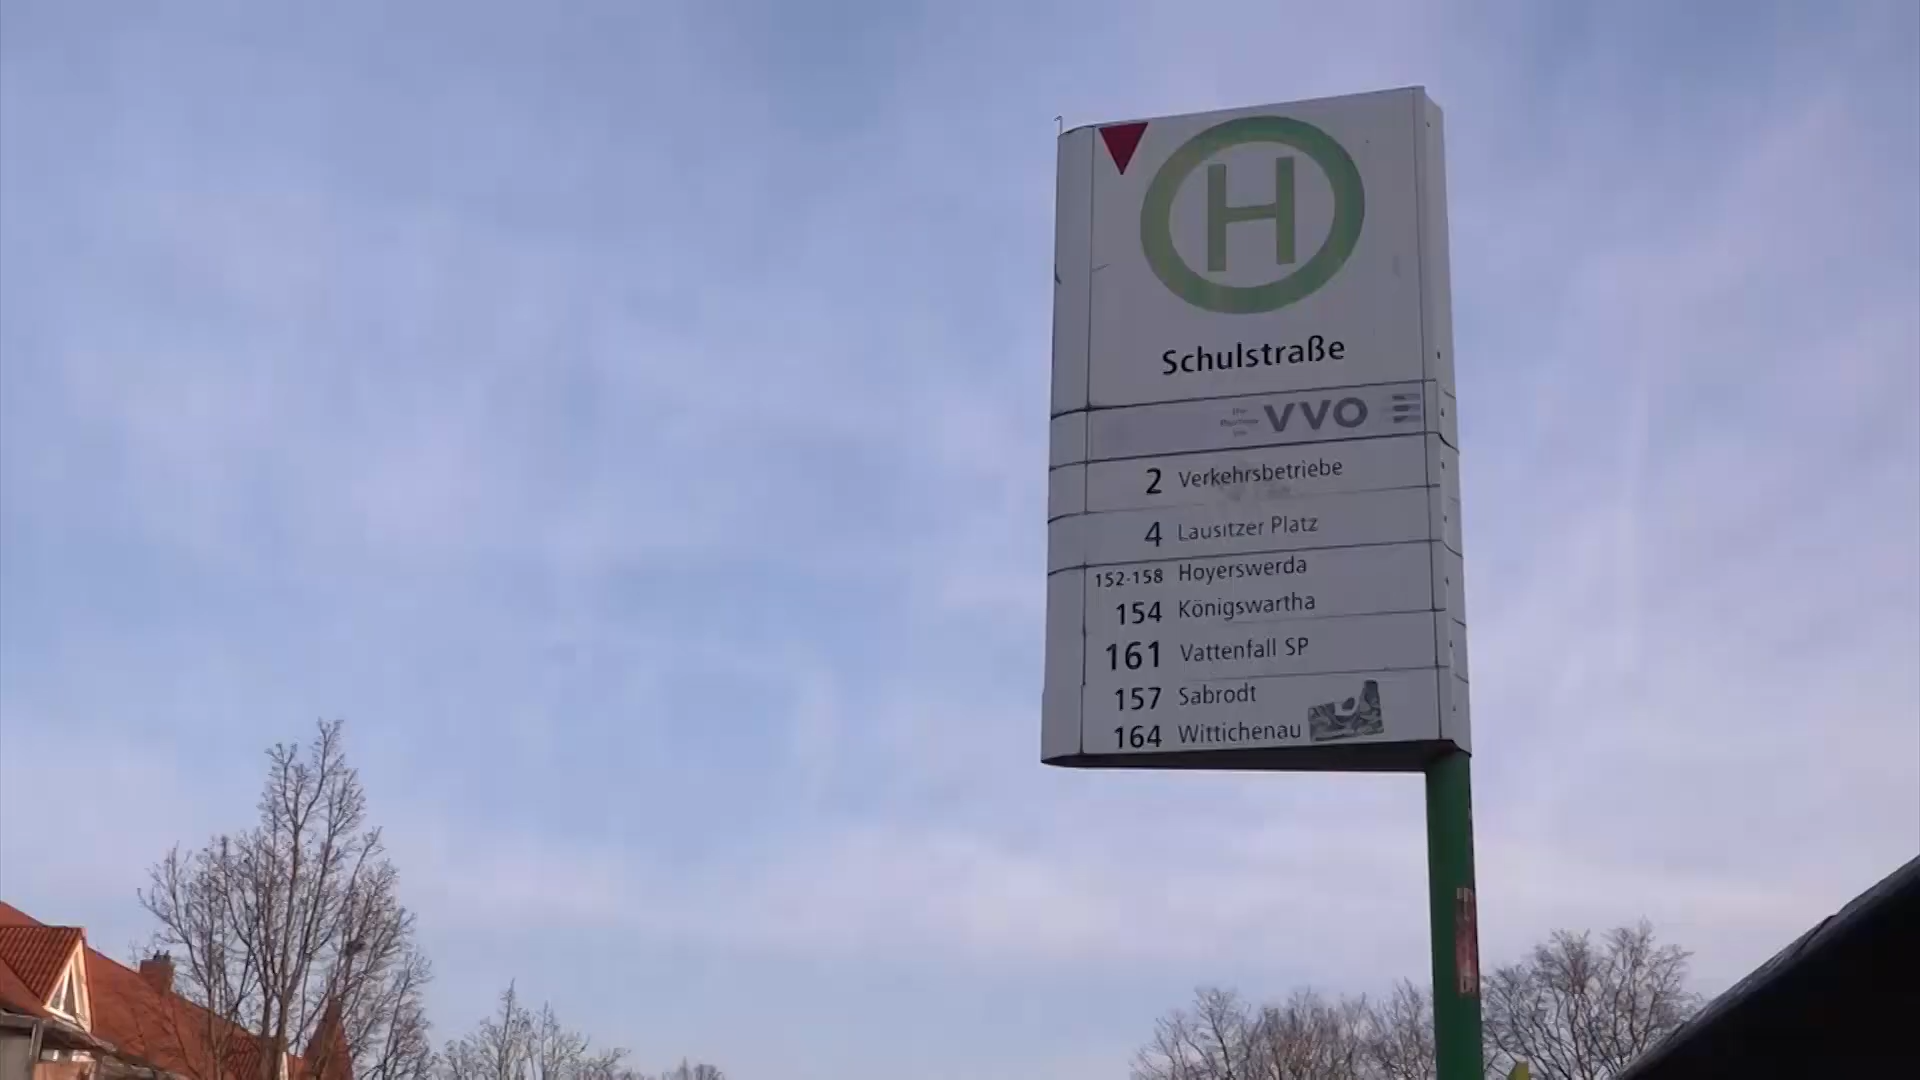 H
Schulstraße
VVO
2 Verkehrsbetriebe
4 Lausitzer Platz
152-158 Hoyerswerda
154 Königswartha
161 Vattenfall SP
157 Sabrodt
164 Wittichenau